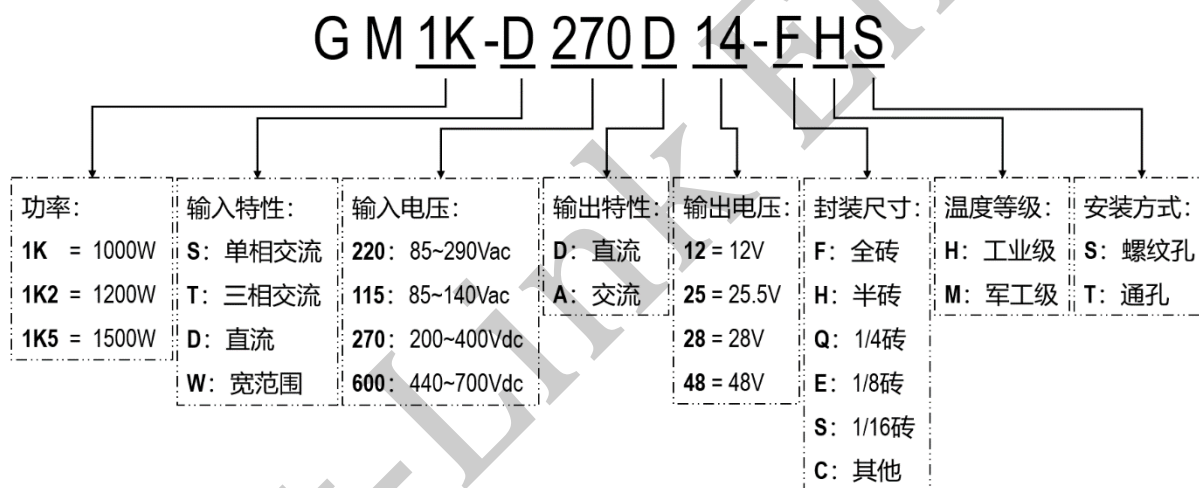 GM1K-D270D14-FHS
功率：
1K = 1000W
1K2 = 1200W
1K5 = 1500W
输入特性：
S：单相交流
T：三相交流
D：直流
W：宽范围
输入电压：
220：85~290Vac
115：85~140Vac
270：200~400Vdc
600：440~700Vdc
输出特性：
D：直流
A：交流
输出电压：
12 = 12V
25 = 25.5V
28 = 28V
48 = 48V
封装尺寸：
F：全砖
H：半砖
Q：1/4砖
E：1/8砖
S：1/16砖
C：其他
温度等级：
H：工业级
M：军工级
安装方式：
S：螺纹孔
T：通孔